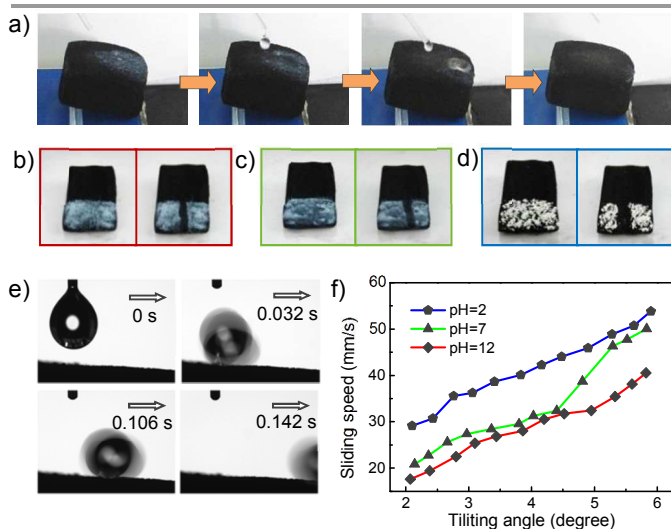 a)
b)
c)
d)
e)
0 s
0.032 s
0.106 s
0.142 s
f)
60
50
40
30
20
pH=2
pH=7
pH=12
Sliding speed (mm/s)
2
3
4
5
6
Tiliting angle (degree)